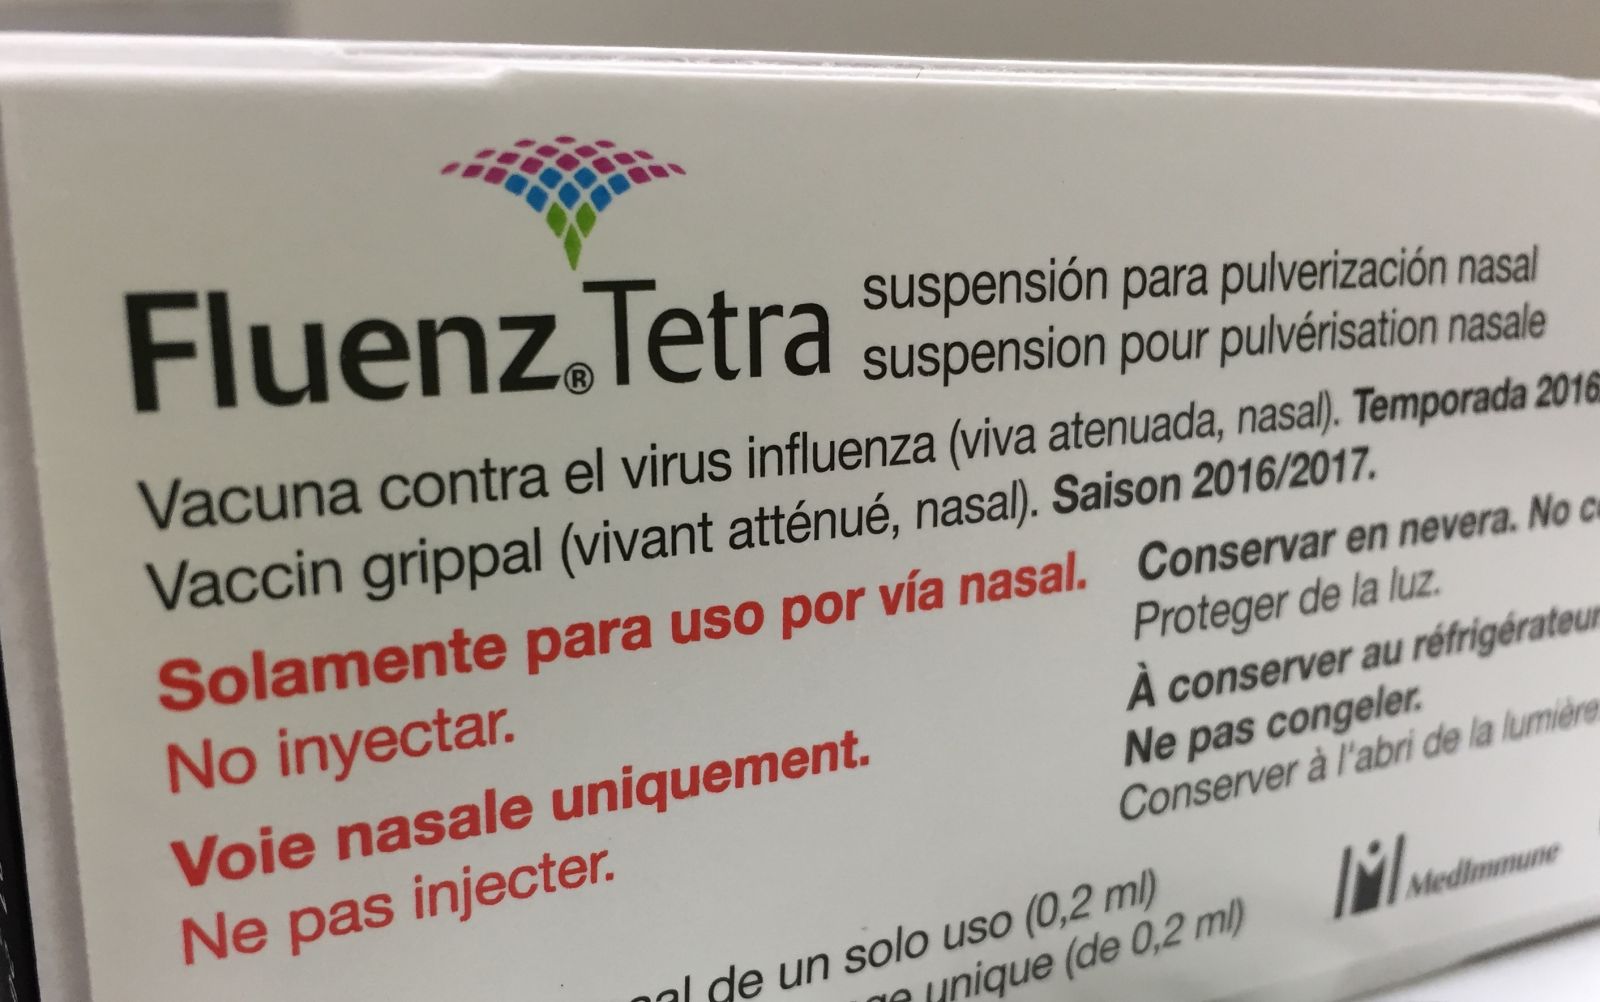 Fluenz®Tetra
suspensión para pulverización nasal
suspension pour pulvérisation nasale
Vacuna contra el virus influenza (viva atenuada, nasal). Temporada 2016
Vaccin grippal (vivant atténué, nasal). Saison 2016/2017.
Solamente para uso por vía nasal.
No inyectar.
Voie nasale uniquement.
Ne pas injecter.
Conservar en nevera. No
Proteger de la luz.
À conserver au réfrigérateur
Ne pas congeler.
Conserver à l'abri de la lumière
de un solo uso (0,2 ml)
unique (de 0,2 ml)
MedImmune